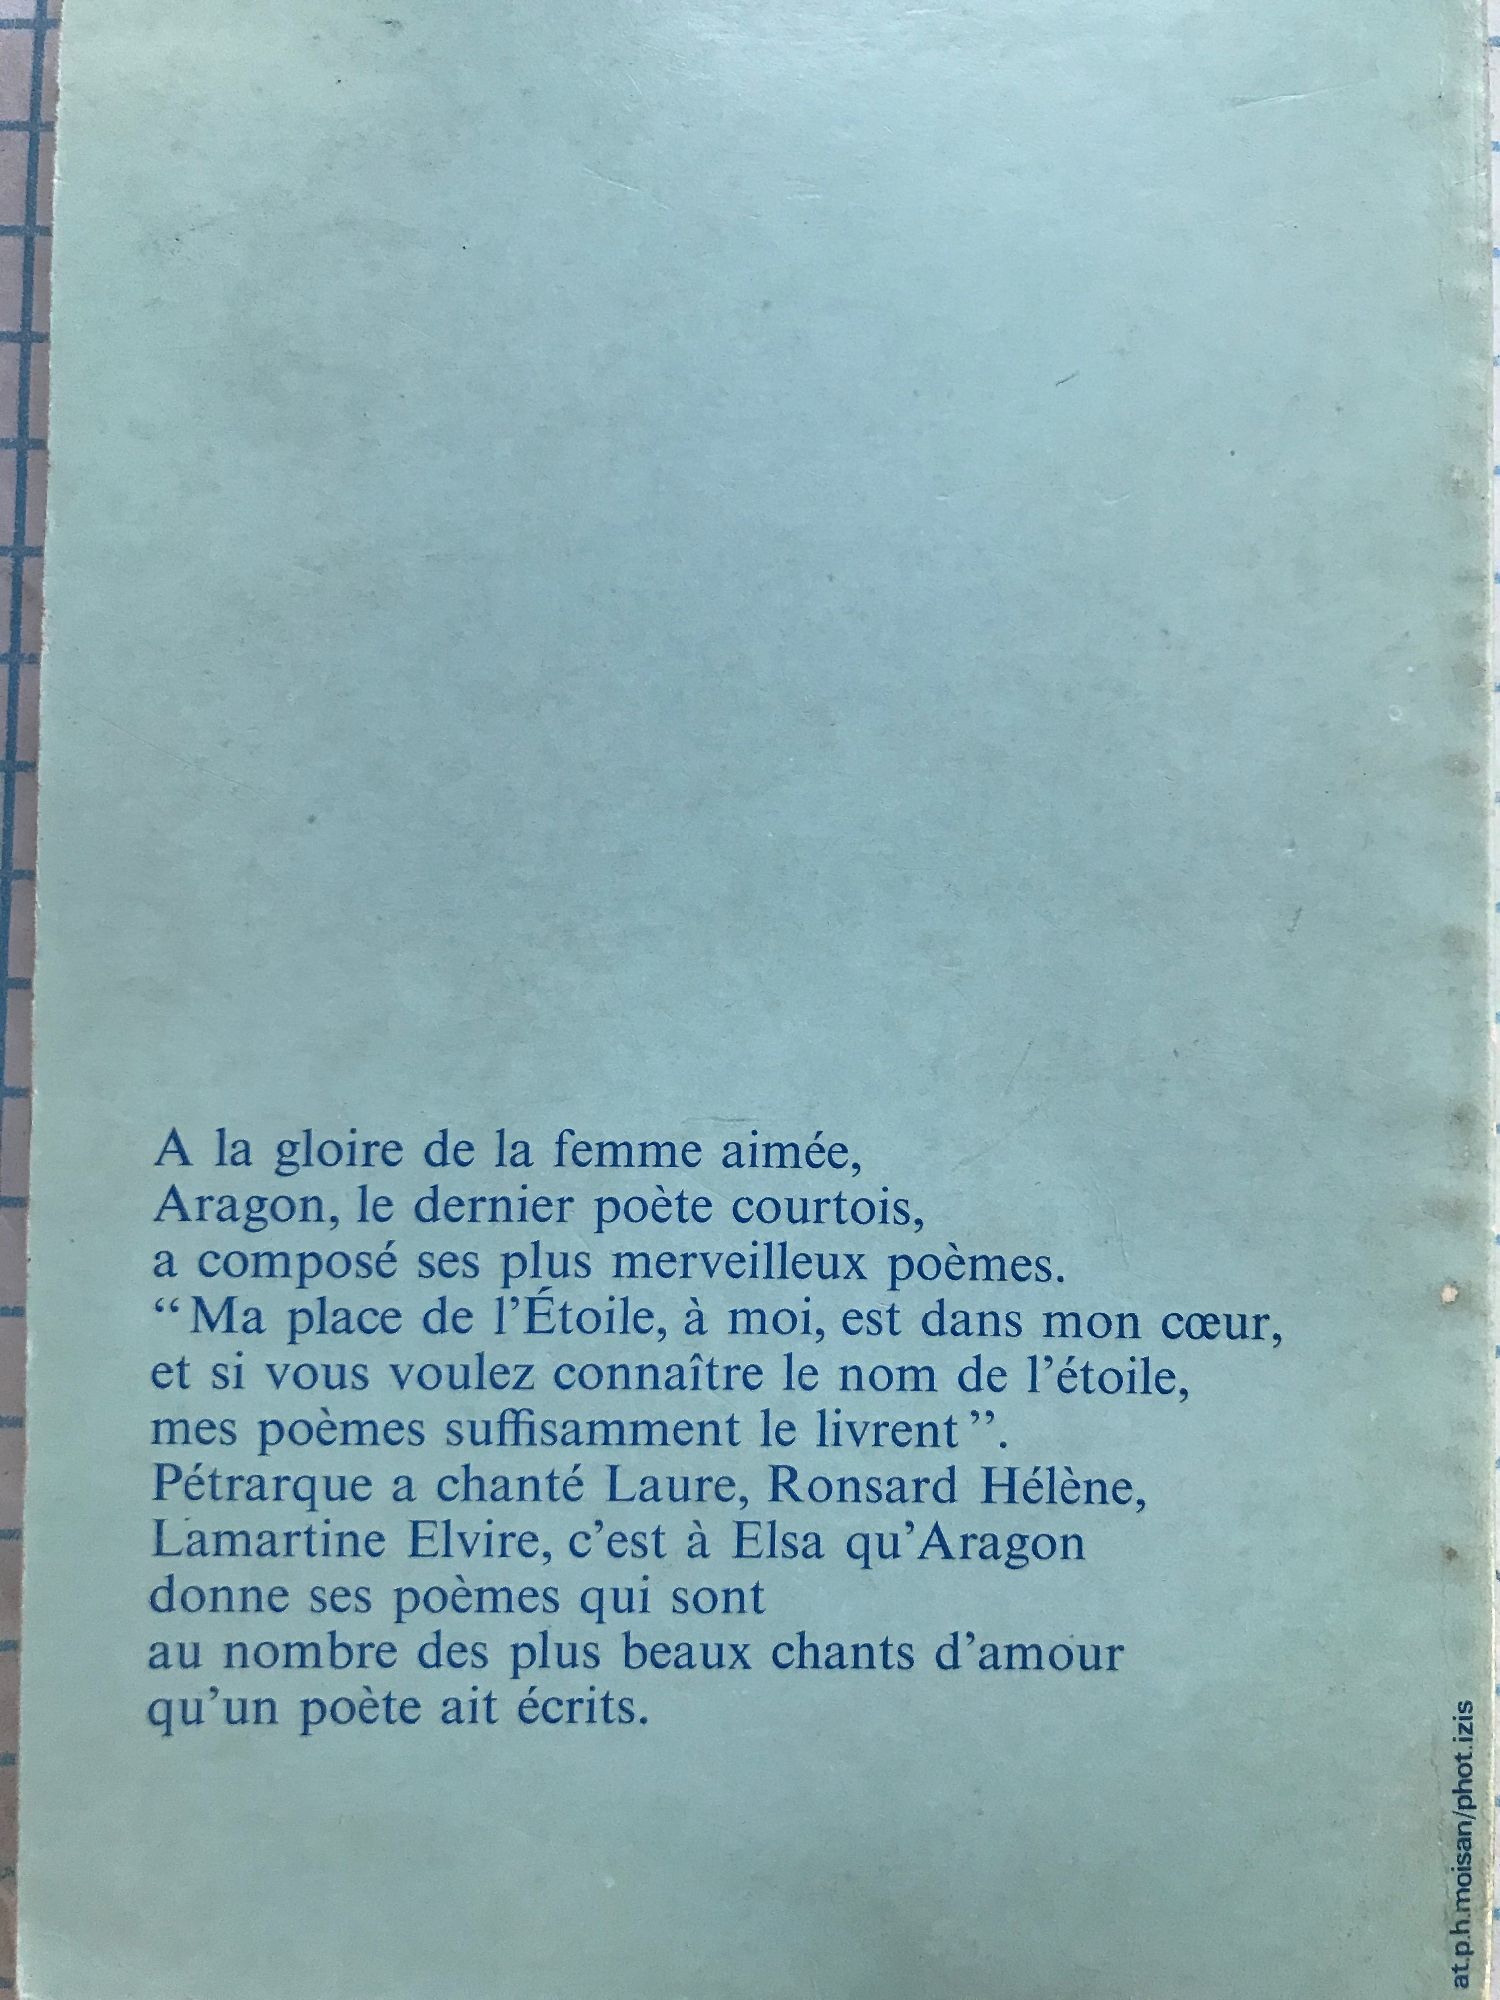 A la gloire de la femme aimée,
Aragon, le dernier poète courtois,
a composé ses plus merveilleux poèmes.
“Ma place de l’Étoile, à moi, est dans mon cœur,
et si vous voulez connaître le nom de l’étoile,
mes poèmes suffisamment le livrent”.
Pétrarque a chanté Laure, Ronsard Hélène,
Lamartine Elvire, c’est à Elsa qu’Aragon
donne ses poèmes qui sont
au nombre des plus beaux chants d’amour
qu’un poète ait écrits.
at.p.h.moisan/phot.izis